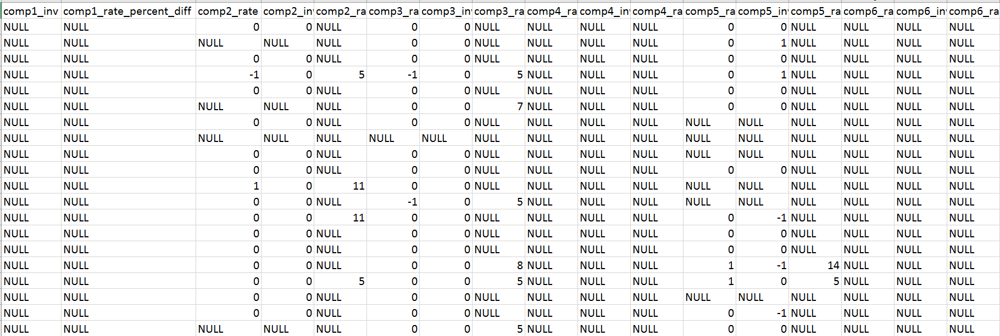 comp1_inv comp1_rate_percent_diff comp2_rate comp2_inv comp2_ra comp3_ra comp3_inv comp3_ra comp4_ra comp4_inv comp4_ra comp5_ra comp5_inv comp5_ra comp6_ra comp6_inv comp6_ra
NULL NULL 0 0 NULL 0 0 NULL NULL NULL NULL 0 0 NULL NULL NULL NULL
NULL NULL NULL NULL NULL 0 0 NULL NULL NULL NULL 0 1 NULL NULL NULL NULL
NULL NULL 0 0 NULL 0 0 NULL NULL NULL NULL 0 0 NULL NULL NULL NULL
NULL NULL -1 0 5 -1 0 5 NULL NULL NULL 0 1 NULL NULL NULL NULL
NULL NULL 0 0 NULL 0 0 NULL NULL NULL NULL 0 0 NULL NULL NULL NULL
NULL NULL NULL NULL NULL 0 0 7 NULL NULL NULL 0 0 NULL NULL NULL NULL
NULL NULL 0 0 NULL 0 0 NULL NULL NULL NULL NULL NULL NULL NULL NULL NULL
NULL NULL NULL NULL NULL NULL NULL NULL NULL NULL NULL NULL NULL NULL NULL NULL NULL
NULL NULL 0 0 NULL 0 0 NULL NULL NULL NULL NULL NULL NULL NULL NULL NULL
NULL NULL 0 0 NULL 0 0 NULL NULL NULL NULL 0 0 NULL NULL NULL NULL
NULL NULL 1 0 11 0 0 NULL NULL NULL NULL NULL NULL NULL NULL NULL NULL
NULL NULL 0 0 NULL -1 0 5 NULL NULL NULL NULL NULL NULL NULL NULL NULL
NULL NULL 0 0 11 0 0 NULL NULL NULL NULL 0 -1 NULL NULL NULL NULL
NULL NULL 0 0 NULL 0 0 NULL NULL NULL NULL 0 0 NULL NULL NULL NULL
NULL NULL 0 0 NULL 0 0 NULL NULL NULL NULL 0 0 NULL NULL NULL NULL
NULL NULL 0 0 NULL 0 0 8 NULL NULL NULL 1 -1 14 NULL NULL NULL
NULL NULL 0 0 5 0 0 5 NULL NULL NULL 1 0 5 NULL NULL NULL
NULL NULL 0 0 NULL 0 0 NULL NULL NULL NULL NULL NULL NULL NULL NULL NULL
NULL NULL 0 0 NULL 0 0 NULL NULL NULL NULL 0 -1 NULL NULL NULL NULL
NULL NULL NULL NULL NULL 0 0 5 NULL NULL NULL 0 0 NULL NULL NULL NULL